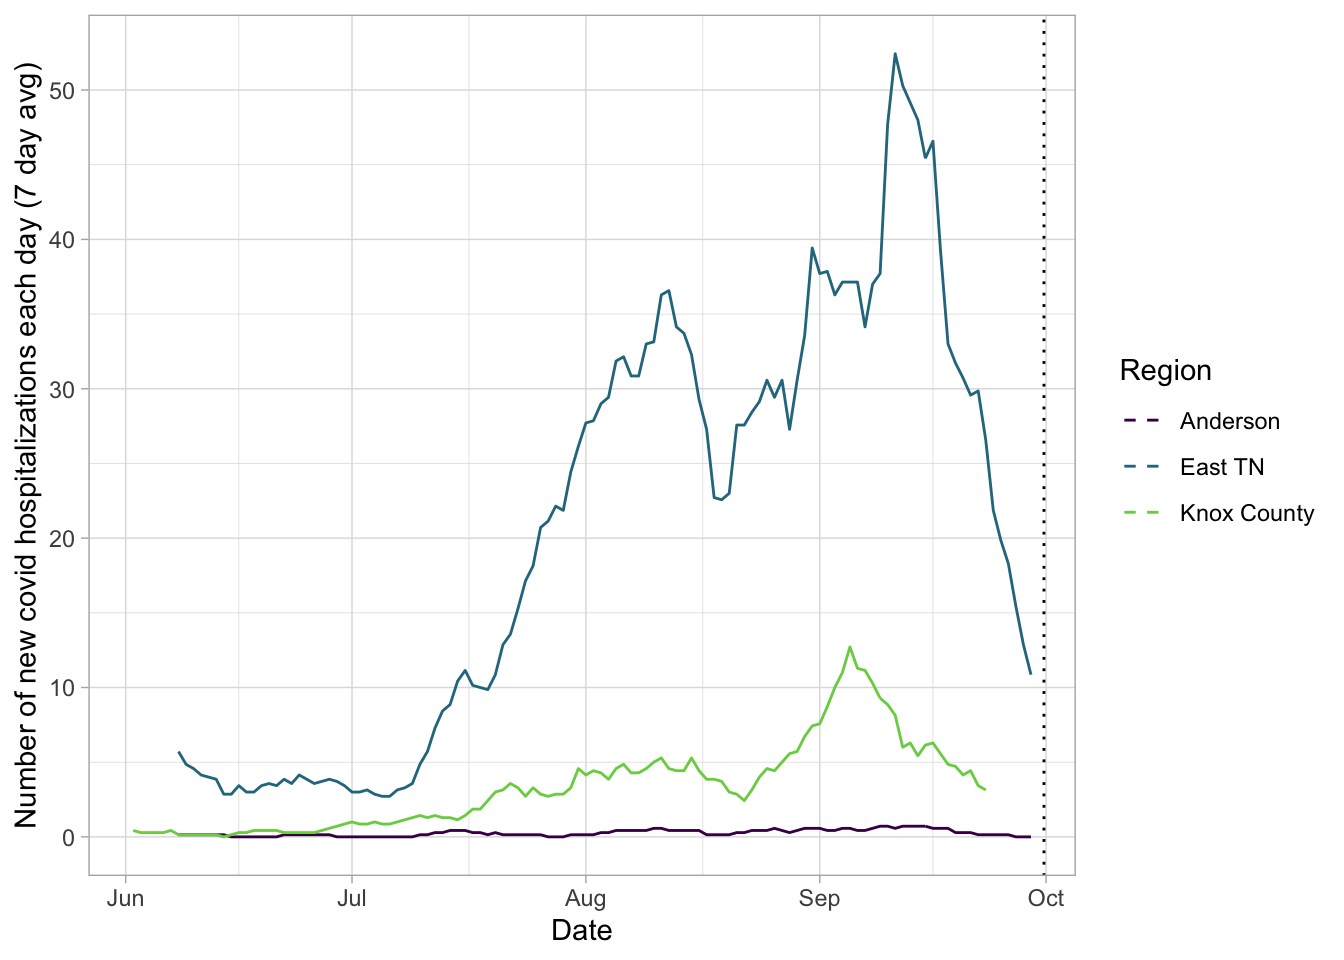 Number of new covid hospitalizations each day (7 day avg)
50
40
30
20
10
0
Jun Jul Aug Sep Oct
Date
Region
Anderson
East TN
Knox County